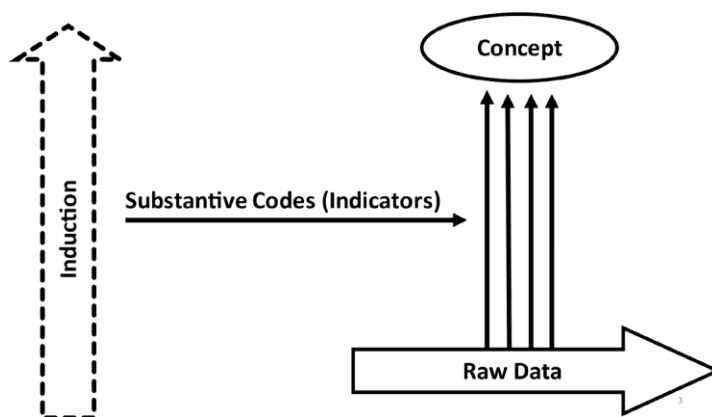 Concept
Substantive Codes (Indicators)
Induction
Raw Data
3